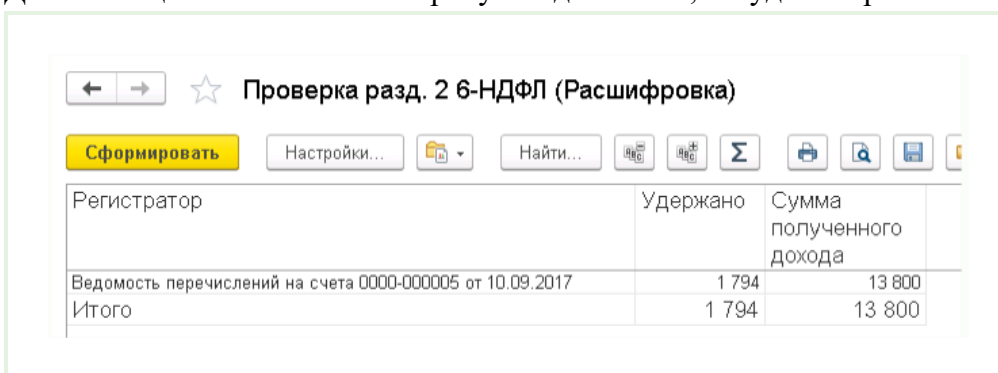 Проверка разд. 2 6-НДФЛ (Расшифровка)
Сформировать Настройки... Найти...
Регистратор Удержано Сумма
полученного
дохода
Ведомость перечислений на счета 0000-000005 от 10.09.2017 1 794 13 800
Итого 1 794 13 800